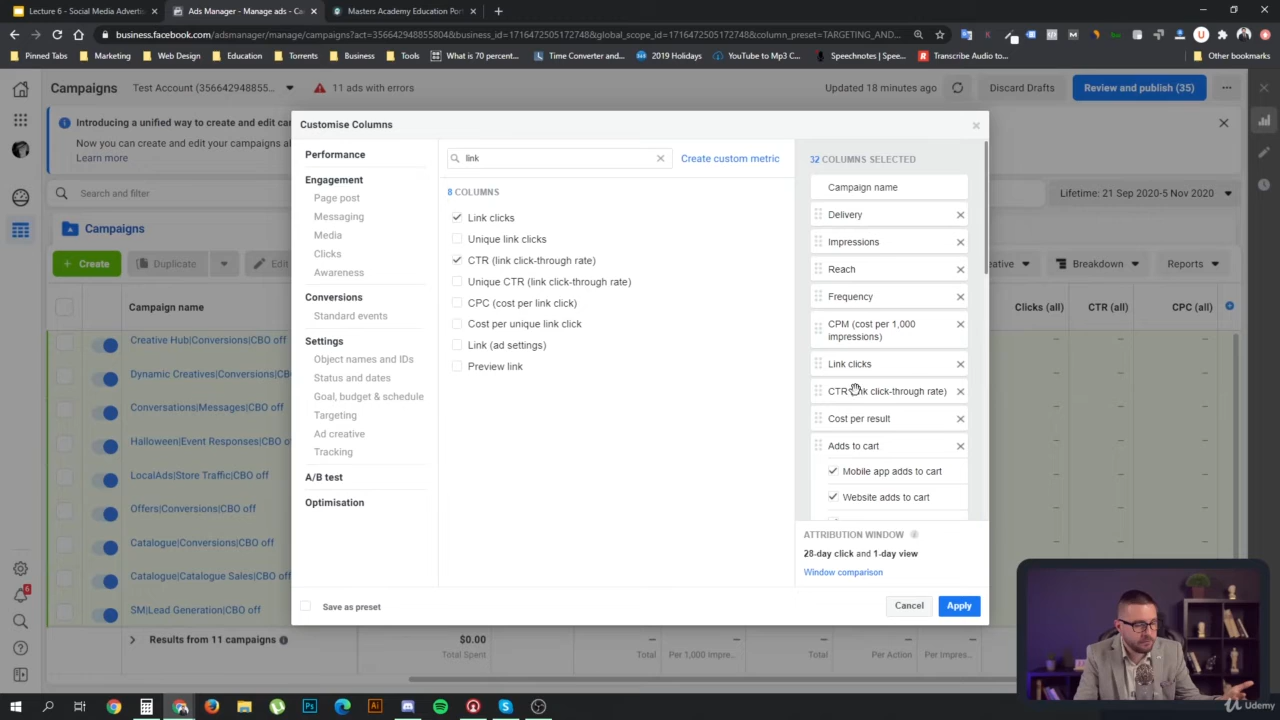 Lecture 6 - Social Media Adverti
Ads Manager - Manage ads - Ca
Masters Academy Education Port
business.facebook.com/adsmanager/manage/campaigns?act=356642948855804&business_id=171647250517274&global_scope_id=171647250517274&column_preset=TARGETING_AND...
Pinned Tabs
Marketing
Web Design
Education
Torrents
Business
Tools
What is 70 percent...
Time Converter and...
2019 Holidays
YouTube to Mp3 C...
Speechnotes | Spee...
Transcribe Audio to...
Other bookmarks
Campaigns
Test Account (356642948855...
11 ads with errors
Updated 18 minutes ago
Discard Drafts
Review and publish (35)
Introducing a unified way to create and edit car
Now you can create and edit your campaigns al
Learn more
Search and filter
Lifetime: 21 Sep 2020-5 Nov 2020
Campaigns
+ Create
Duplicate
Edit
Breakdown
Reports
Campaign name
Clicks (all)
CTR (all)
CPC (all)
Creative Hub|Conversions|CBO off
Dynamic Creatives|Conversions|
Conversations|Messages|CBO off
Halloween|Event Responses|CBO off
LocalAds|Store Traffic|CBO off
Offers|Conversions|CBO off
Catalogue|Conversions|CBO off
Catalogue|Catalogue Sales|CBO off
SM|Lead Generation|CBO off
Results from 11 campaigns
$0.00
Total Spent
Total
Per 1,000 Impre...
Total
Per Action
Per Impres...
Customise Columns
Performance
Engagement
Page post
Messaging
Media
Clicks
Awareness
Conversions
Standard events
Settings
Object names and IDs
Status and dates
Goal, budget & schedule
Targeting
Ad creative
Tracking
A/B test
Optimisation
link
Create custom metric
8 COLUMNS
Link clicks
Unique link clicks
CTR (link click-through rate)
Unique CTR (link click-through rate)
CPC (cost per link click)
Cost per unique link click
Link (ad settings)
Preview link
32 COLUMNS SELECTED
Campaign name
Delivery
Impressions
Reach
Frequency
CPM (cost per 1,000
impressions)
Link clicks
CTR (link click-through rate)
Cost per result
Adds to cart
Mobile app adds to cart
Website adds to cart
ATTRIBUTION WINDOW
28-day click and 1-day view
Window comparison
Save as preset
Cancel
Apply
Udemy